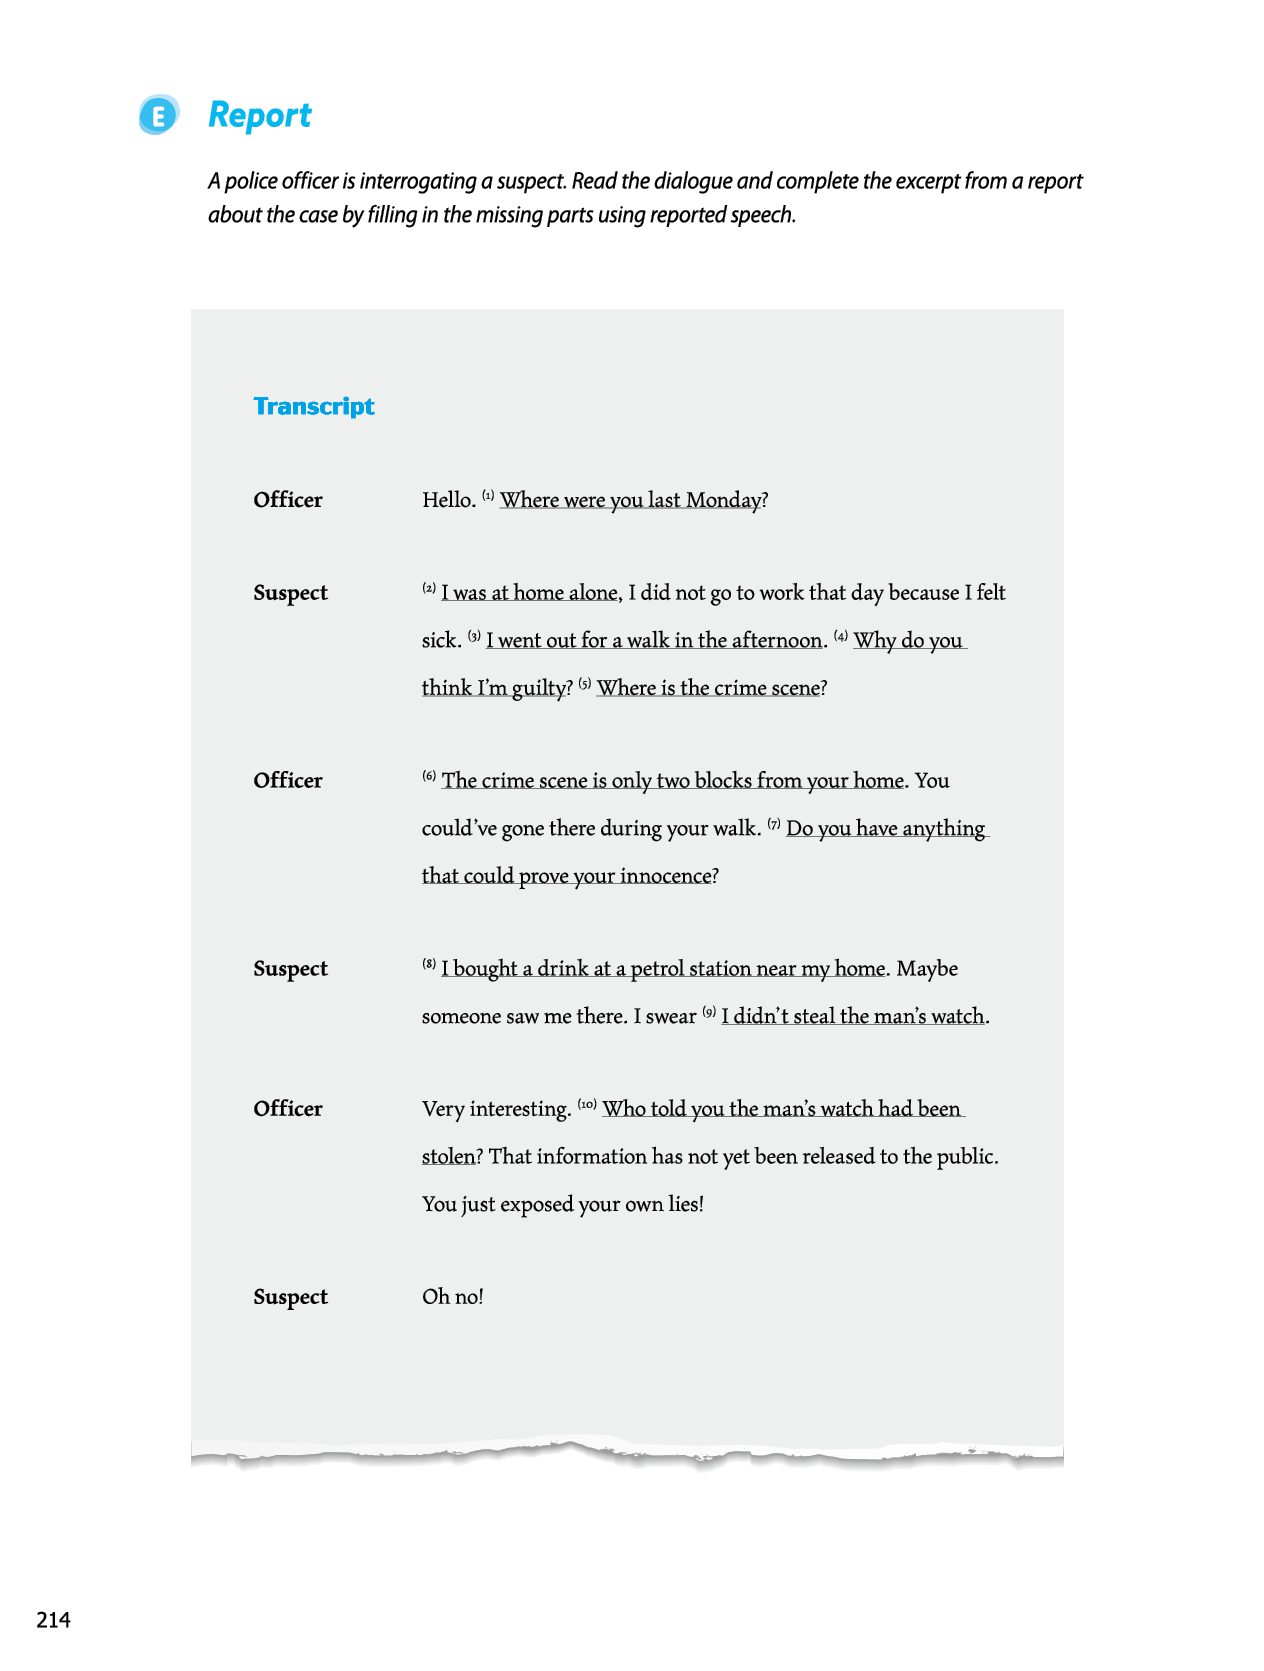 E Report
A police officer is interrogating a suspect. Read the dialogue and complete the excerpt from a report
about the case by filling in the missing parts using reported speech.
Transcript
Officer Hello. (1) Where were you last Monday?
Suspect (2) I was at home alone, I did not go to work that day because I felt
sick. (3) I went out for a walk in the afternoon. (4) Why do you
think I’m guilty? (5) Where is the crime scene?
Officer (6) The crime scene is only two blocks from your home. You
could’ve gone there during your walk. (7) Do you have anything
that could prove your innocence?
Suspect (8) I bought a drink at a petrol station near my home. Maybe
someone saw me there. I swear (9) I didn’t steal the man’s watch.
Officer Very interesting. (10) Who told you the man’s watch had been
stolen? That information has not yet been released to the public.
You just exposed your own lies!
Suspect Oh no!
214